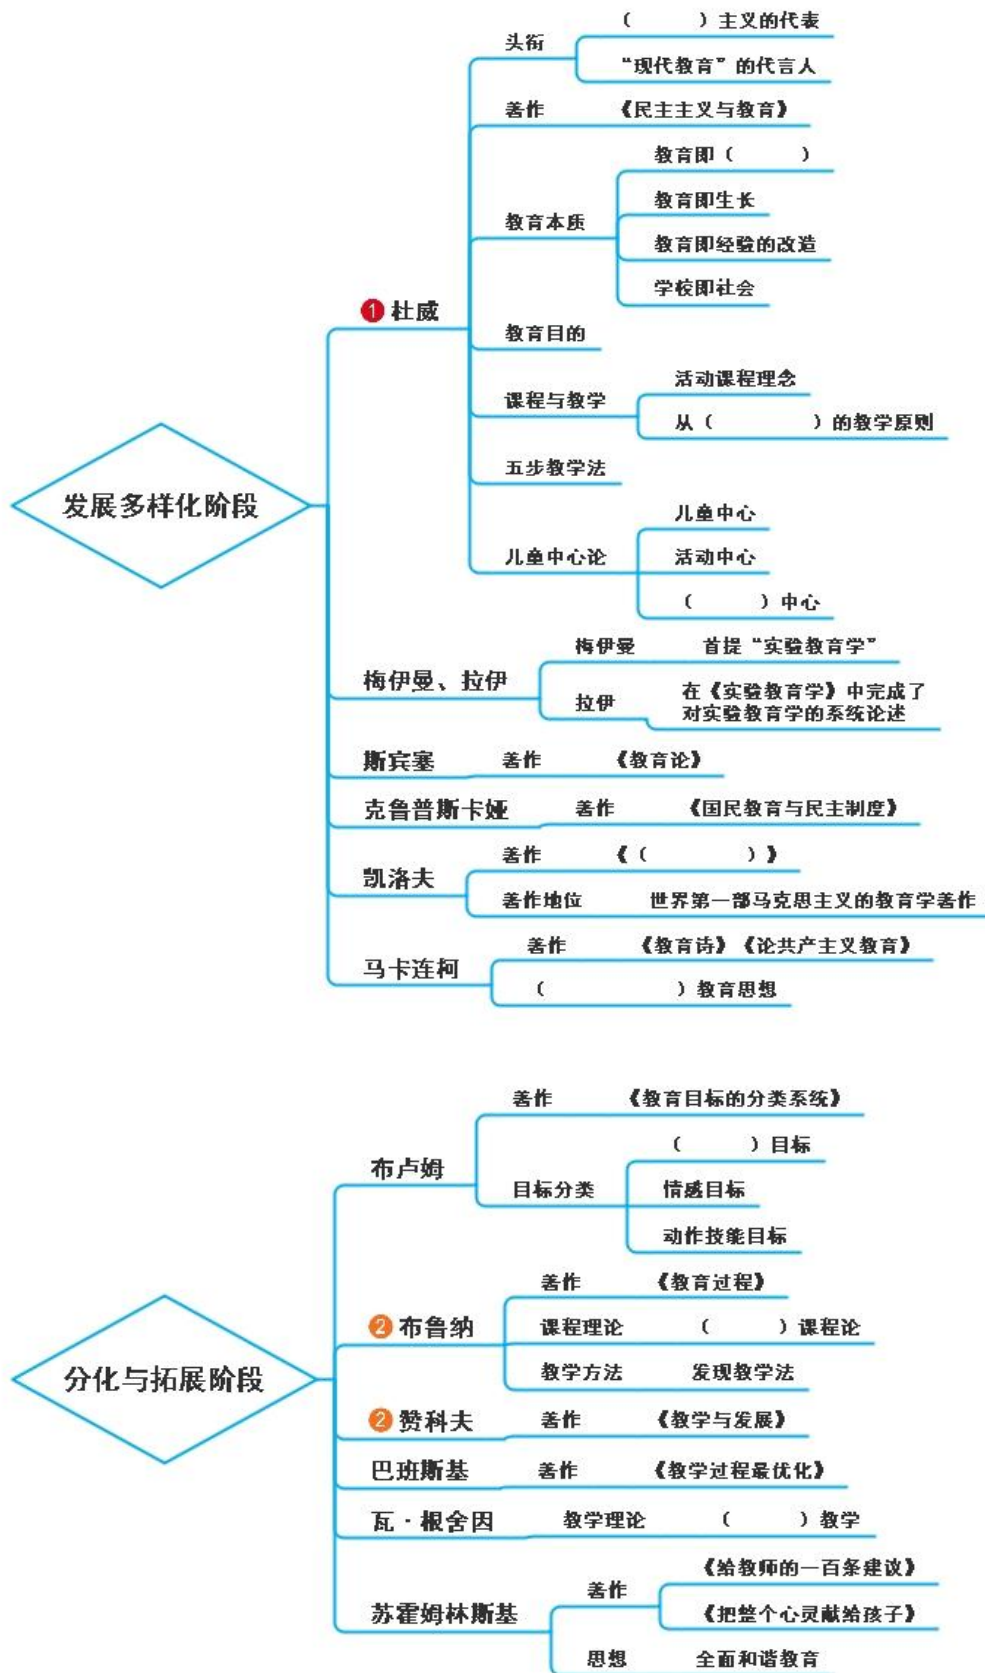 （ ）主义的代表
头衔
“现代教育”的代言人
著作 《民主主义与教育》
教育即（ ）
教育即生长
教育本质
教育即经验的改造
学校即社会
1 杜威
教育目的
活动课程理念
课程与教学
从（ ）的教学原则
五步教学法
发展多样化阶段
儿童中心
儿童中心论 活动中心
（ ）中心
梅伊曼 首提“实验教育学”
梅伊曼、拉伊
拉伊 在《实验教育学》中完成了
对实验教育学的系统论述
斯宾塞 著作 《教育论》
克鲁普斯卡娅 著作 《国民教育与民主制度》
著作 《（ ）》
凯洛夫
著作地位 世界第一部马克思主义的教育学著作
著作 《教育诗》《论共产主义教育》
马卡连柯
（ ）教育思想
著作 《教育目标的分类系统》
（ ）目标
布卢姆
目标分类 情感目标
动作技能目标
著作 《教育过程》
2 布鲁纳 课程理论 （ ）课程论
教学方法 发现教学法
分化与拓展阶段
2 赞科夫 著作 《教学与发展》
巴班斯基 著作 《教学过程最优化》
瓦·根舍因 教学理论 （ ）教学
《给教师的一百条建议》
著作
《把整个心灵献给孩子》
苏霍姆林斯基
思想 全面和谐教育